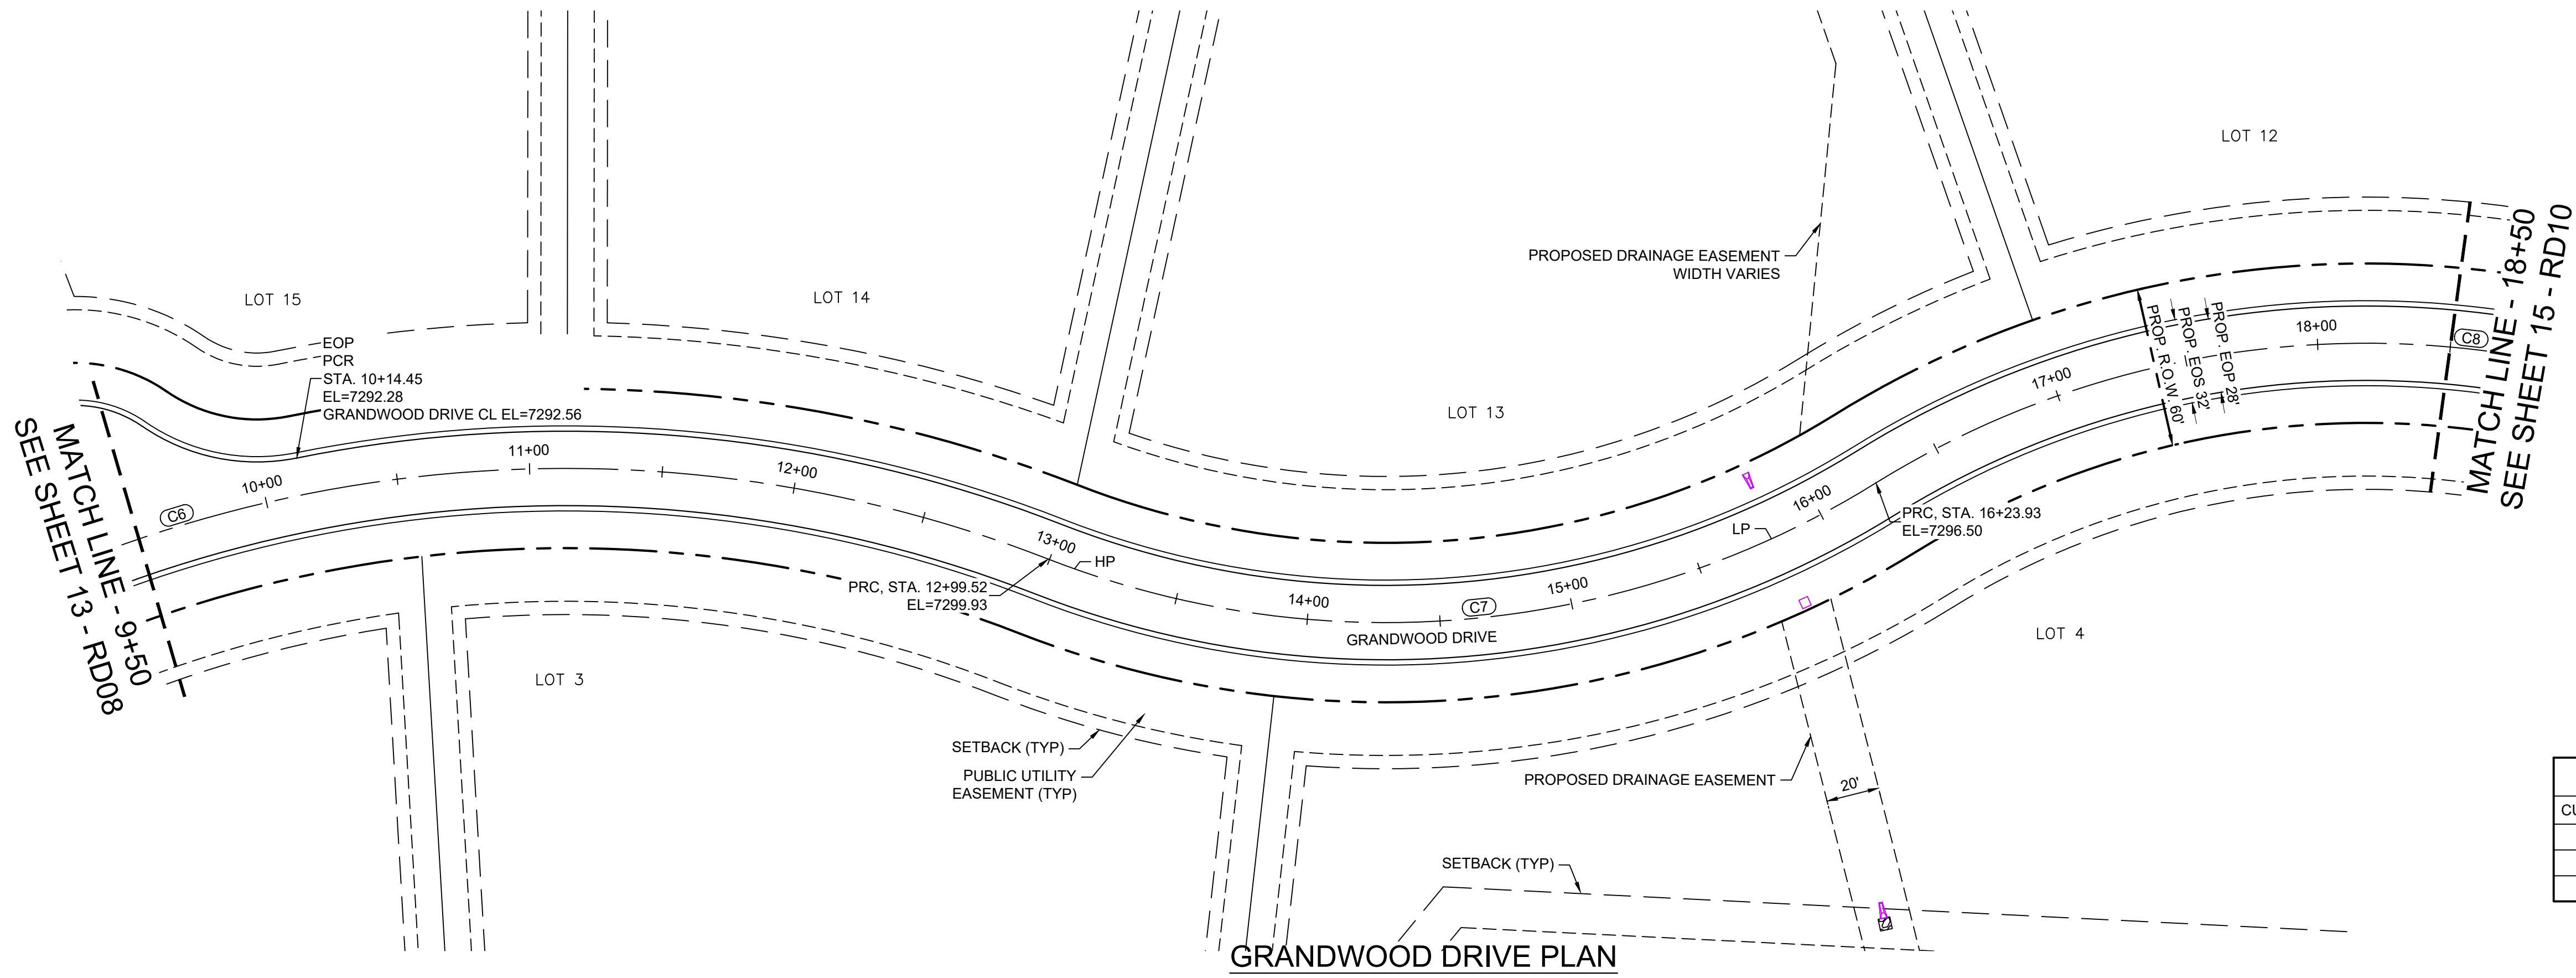 LOT 12
LOT 15
LOT 14
LOT 13
PROPOSED DRAINAGE EASEMENT
WIDTH VARIES
EOP
PCR
STA. 10+14.45
EL=7292.28
GRANDWOOD DRIVE CL EL=7292.56
MATCH LINE - 9+50
SEE SHEET 13 - RD08
C6
10+00
11+00
12+00
13+00
HP
PRC, STA. 12+99.52
EL=7299.93
14+00
C7
15+00
GRANDWOOD DRIVE
LP
16+00
PRC, STA. 16+23.93
EL=7296.50
17+00
PROP. R.O.W. 60'
PROP. EOS 32'
PROP. EOP 28'
18+00
C8
MATCH LINE - 18+50
SEE SHEET 15 - RD10
LOT 3
LOT 4
SETBACK (TYP)
PUBLIC UTILITY
EASEMENT (TYP)
PROPOSED DRAINAGE EASEMENT
20'
SETBACK (TYP)
GRANDWOOD DRIVE PLAN